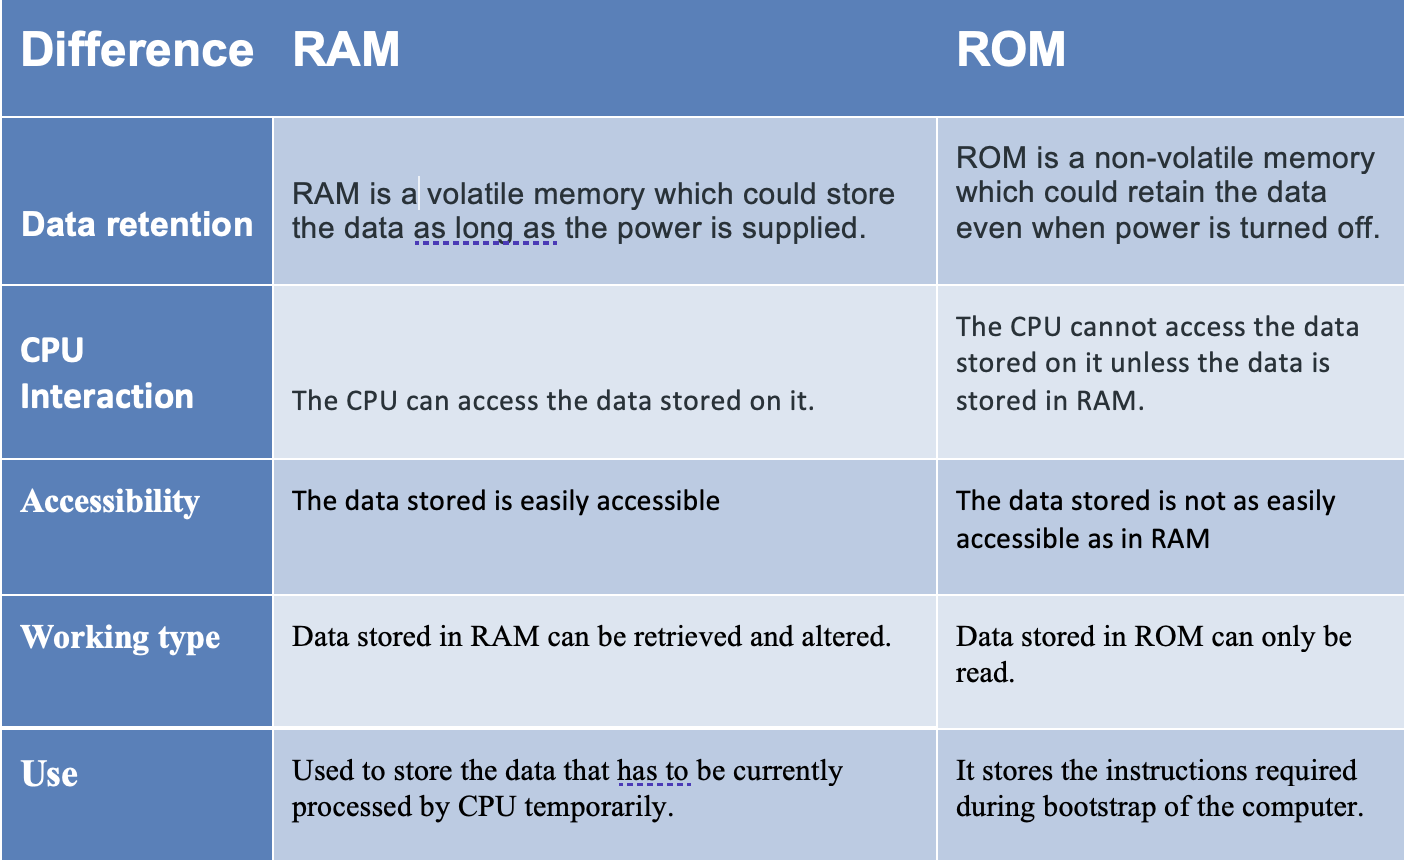 Difference RAM ROM
Data retention
RAM is a volatile memory which could store
the data as long as the power is supplied.
ROM is a non-volatile memory
which could retain the data
even when power is turned off.
CPU
Interaction
The CPU can access the data stored on it.
The CPU cannot access the data
stored on it unless the data is
stored in RAM.
Accessibility
The data stored is easily accessible
The data stored is not as easily
accessible as in RAM
Working type
Data stored in RAM can be retrieved and altered.
Data stored in ROM can only be
read.
Use
Used to store the data that has to be currently
processed by CPU temporarily.
It stores the instructions required
during bootstrap of the computer.